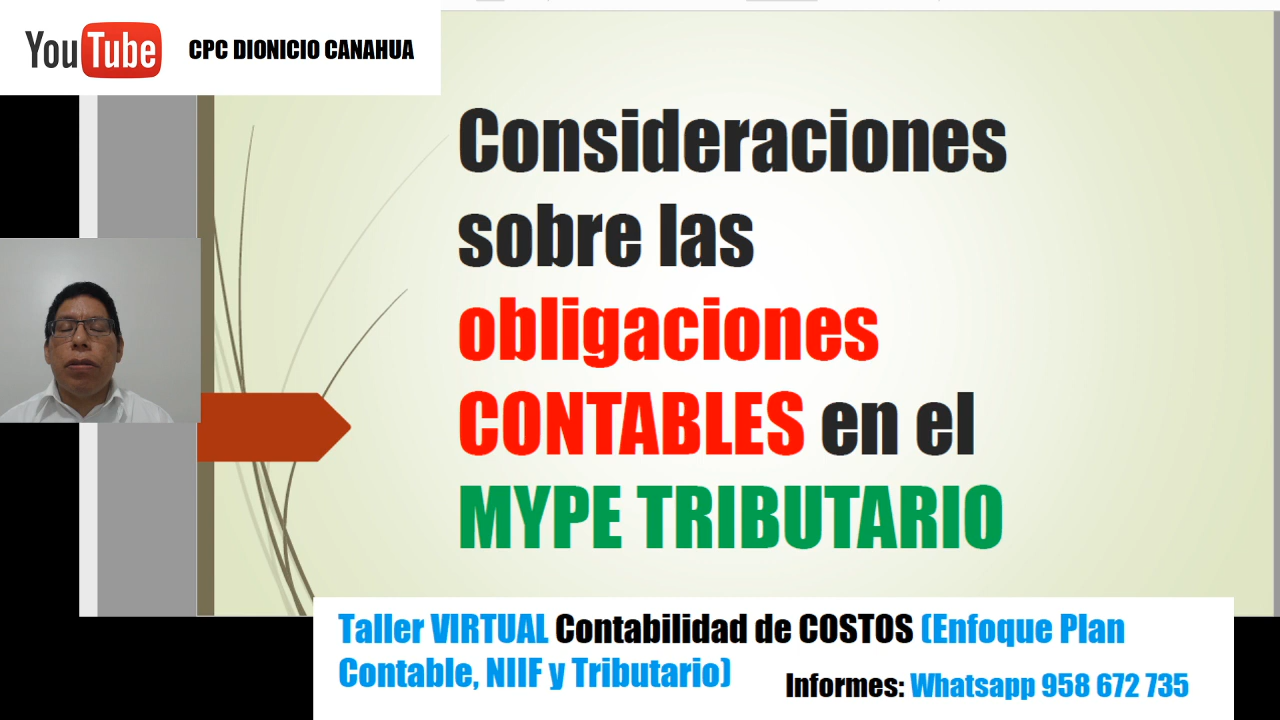 YouTube CPC DIONICIO CANAHUA
Consideraciones
sobre las
obligaciones
CONTABLES en el
MYPE TRIBUTARIO
Taller VIRTUAL Contabilidad de COSTOS (Enfoque Plan
Contable, NIIF y Tributario)
Informes: Whatsapp 958 672 735